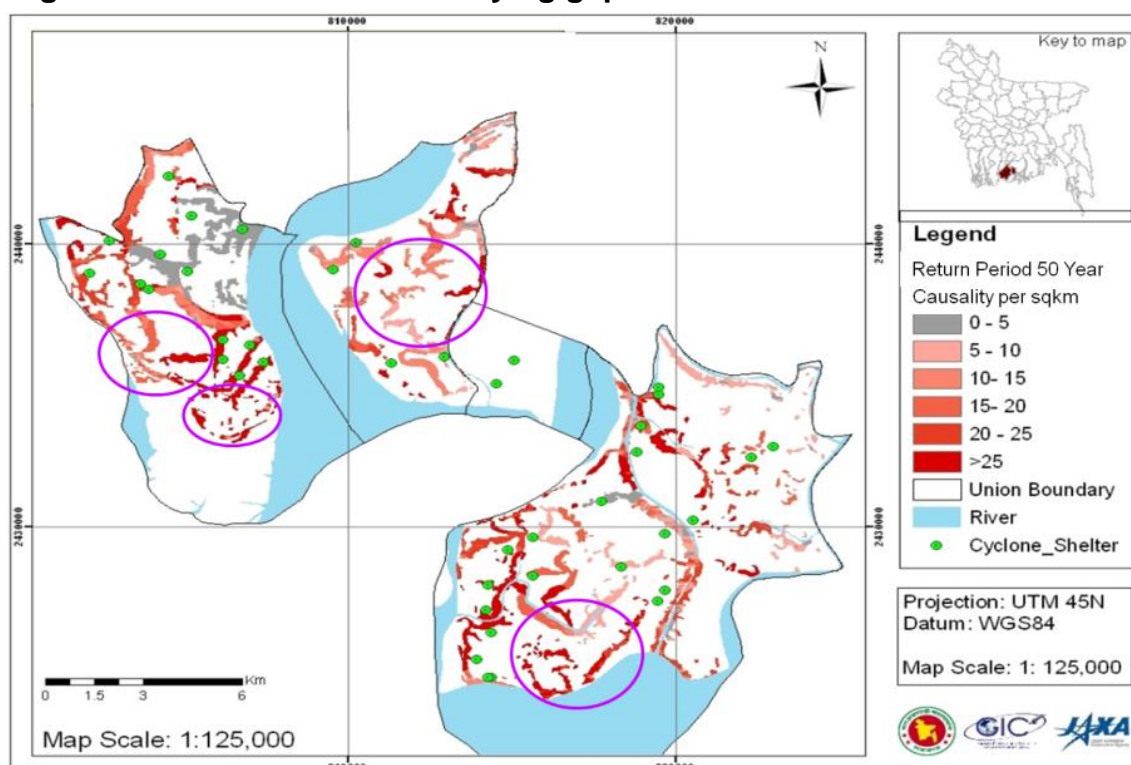 810000
820000
N
Key to map
2440000
2440000
Legend
Return Period 50 Year
Causality per sqkm
0 - 5
5 - 10
10- 15
15- 20
20 - 25
>25
Union Boundary
River
Cyclone_Shelter
2430000
2430000
Projection: UTM 45N
Datum: WGS84
Map Scale: 1: 125,000
Km
0 1.5 3 6
Map Scale: 1:125,000
GIC
JAXA